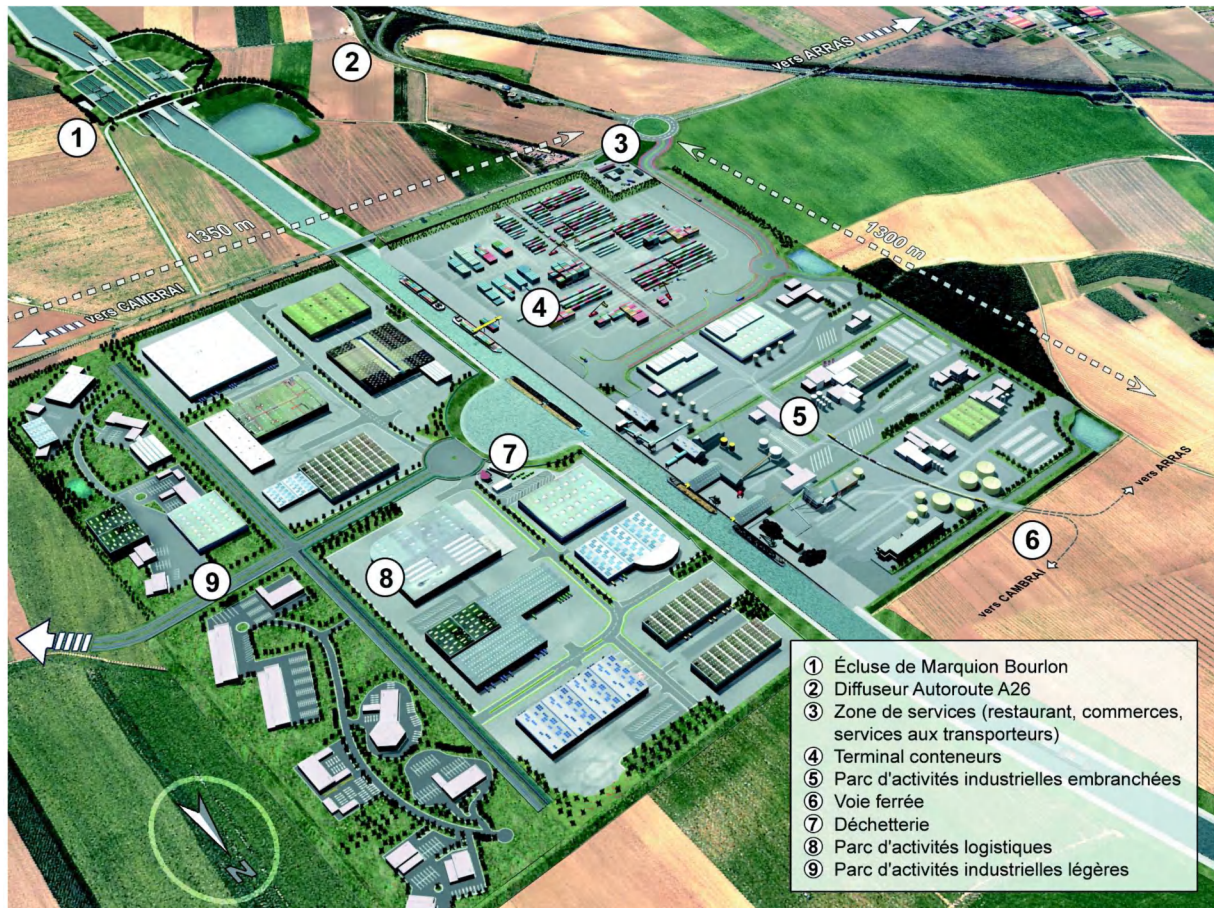 vers ARRAS
2
1
3
1350 m
1300 m
vers CAMBRAI
4
5
7
vers ARRAS
6
vers CAMBRAI
8
9
N
1 Écluse de Marquion Bourlon
2 Diffuseur Autoroute A26
3 Zone de services (restaurant, commerces,
services aux transporteurs)
4 Terminal conteneurs
5 Parc d'activités industrielles embranchées
6 Voie ferrée
7 Déchetterie
8 Parc d'activités logistiques
9 Parc d'activités industrielles légères